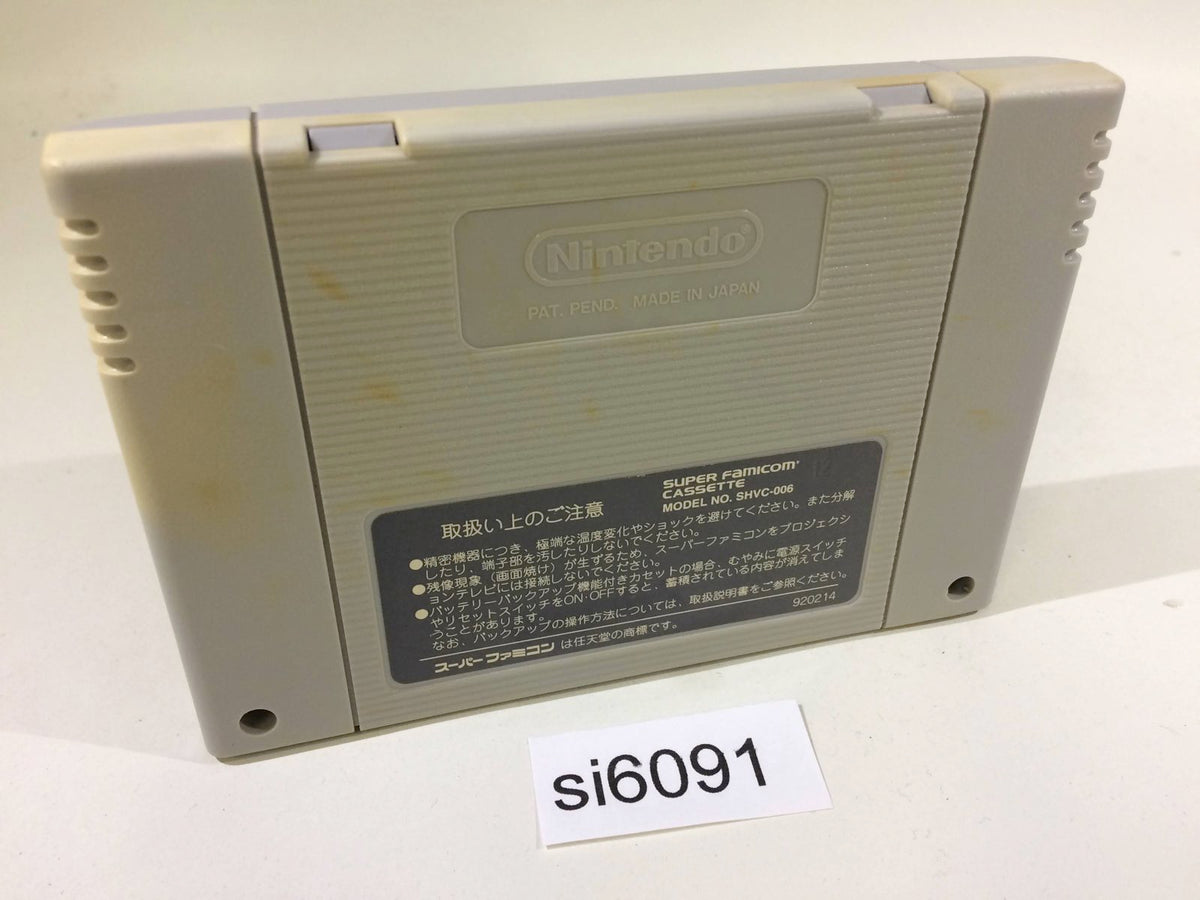 Nintendo®
PAT. PEND. MADE IN JAPAN
取扱い上のご注意
SUPER FAMICOM
CASSETTE
MODEL NO. SHVC-006
●精密機器につき、極端な温度変化やショックを避けてください。また分解
したり、端子部を汚したりしないでください。
●残像現象（画面焼け）が生ずるため、スーパーファミコンをプロジェクシ
ョンテレビには接続しないでください。
●バッテリーバックアップ機能付きカセットの場合、むやみに電源スイッチ
やリセットスイッチをON・OFFすると、蓄積されている内容が消えてしま
うことがあります。
なお、バックアップの操作方法については、取扱説明書をご参照ください。
920214
スーパーファミコン は任天堂の商標です。
si6091